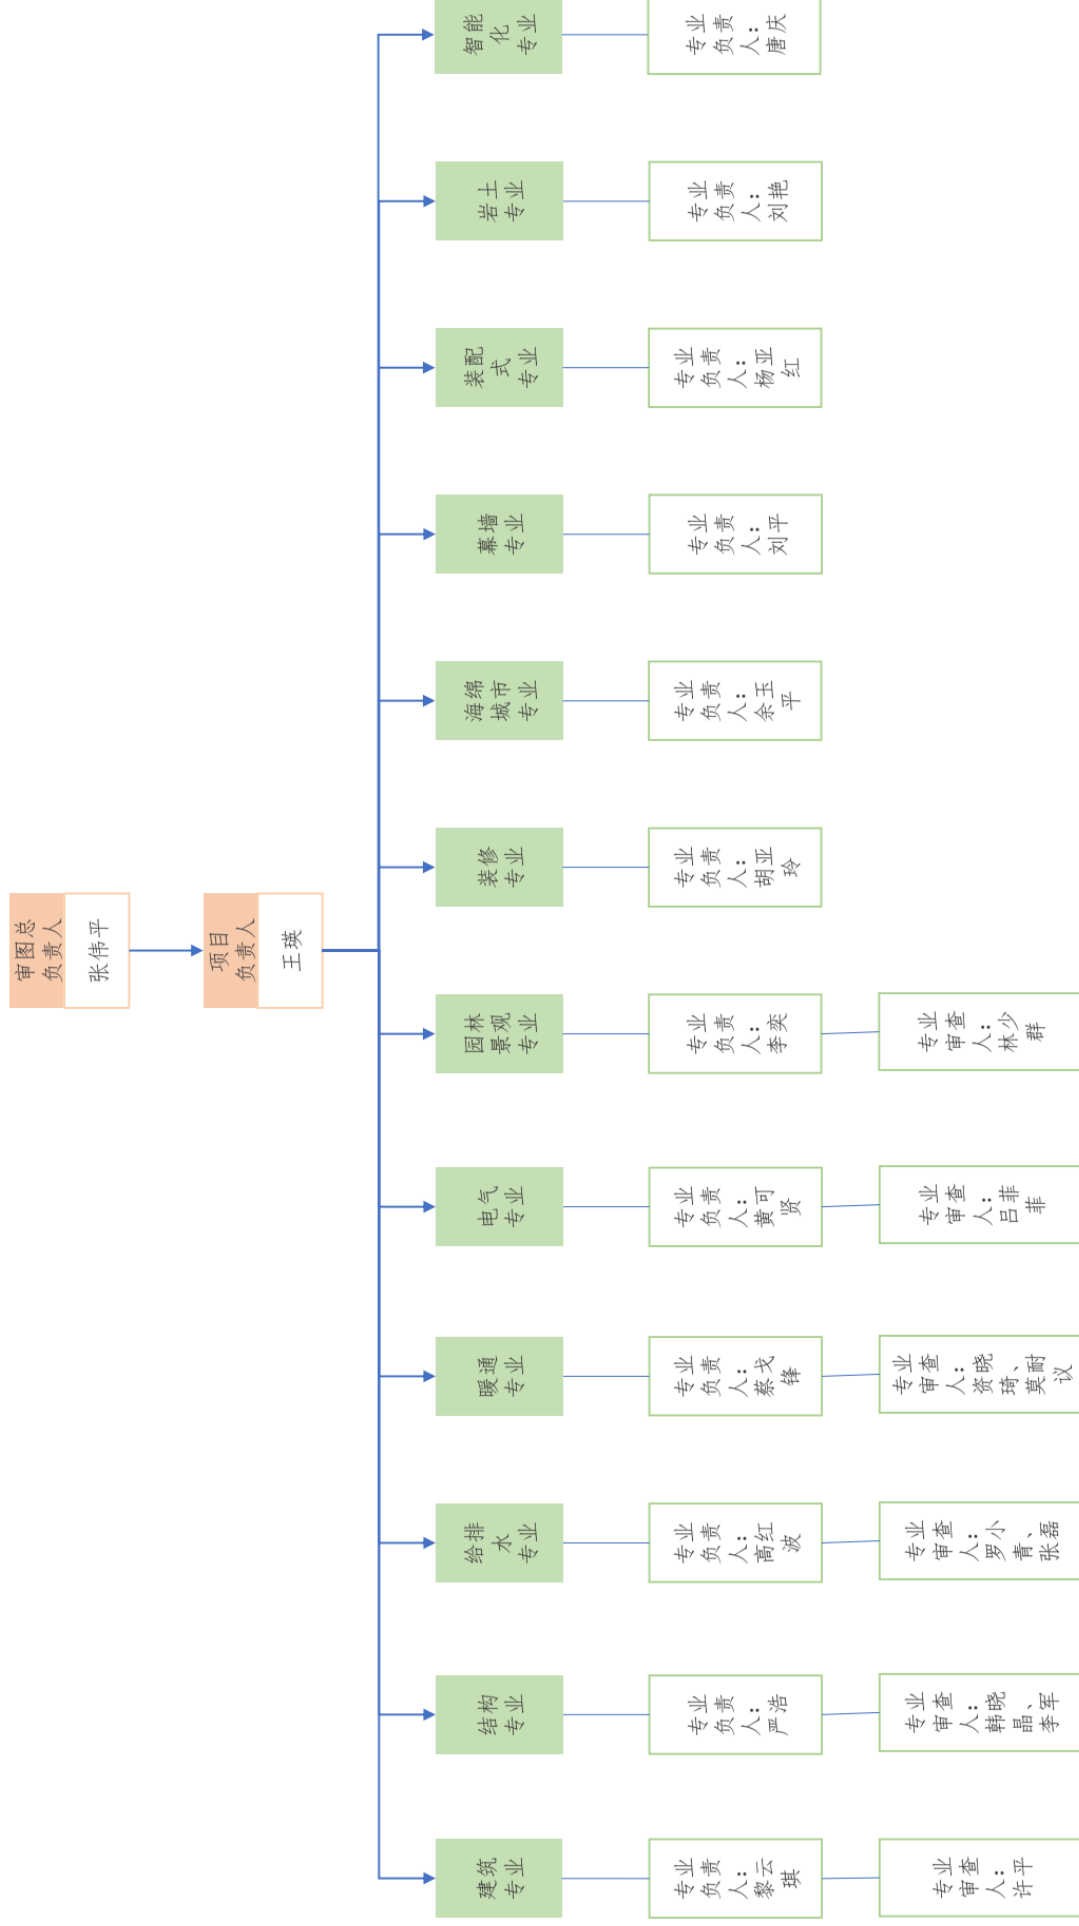 审图总
负责人
张伟平
项目
负责人
王瑛
建筑
专业
专业
负责
人：
黎云
琪
专业
审查
人：
许平
结构
专业
专业
负责
人：
严浩
专业
审查
人：
韩晓
晶、
李军
给排
水
专业
专业
负责
人：
高红
波
专业
审查
人：
罗小
青、
张磊
暖通
专业
专业
负责
人：
蔡戈
锋
专业
审查
人：
资晓
琦、
莫耐
议
电气
专业
专业
负责
人：
黄可
贤
专业
审查
人：
吕菲
菲
园林
景观
专业
专业
负责
人：
李奕
专业
审查
人：
林少
群
装修
专业
专业
负责
人：
胡亚
玲
海绵
城市
专业
专业
负责
人：
余玉
平
幕墙
专业
专业
负责
人：
刘平
装配
式
专业
专业
负责
人：
杨亚
红
岩土
专业
专业
负责
人：
刘艳
智能
化
专业
专业
负责
人：
唐庆